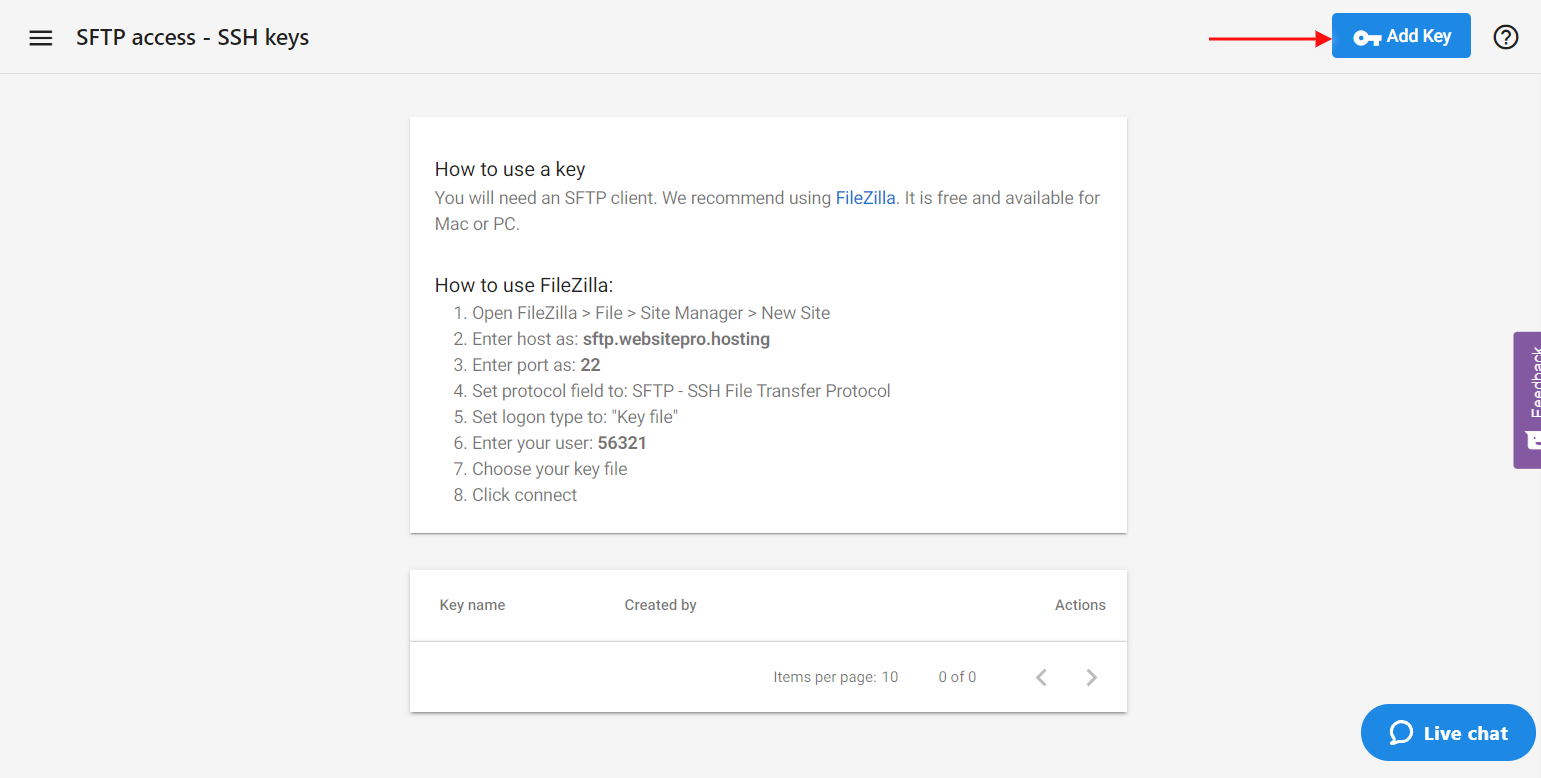 SFTP access - SSH keys
Add Key
How to use a key
You will need an SFTP client. We recommend using FileZilla. It is free and available for
Mac or PC.
How to use FileZilla:
1. Open FileZilla > File > Site Manager > New Site
2. Enter host as: sftp.websitepro.hosting
3. Enter port as: 22
4. Set protocol field to: SFTP - SSH File Transfer Protocol
5. Set logon type to: "Key file"
6. Enter your user: 56321
7. Choose your key file
8. Click connect
Feedback
Key name Created by Actions
Items per page: 10 0 of 0
Live chat